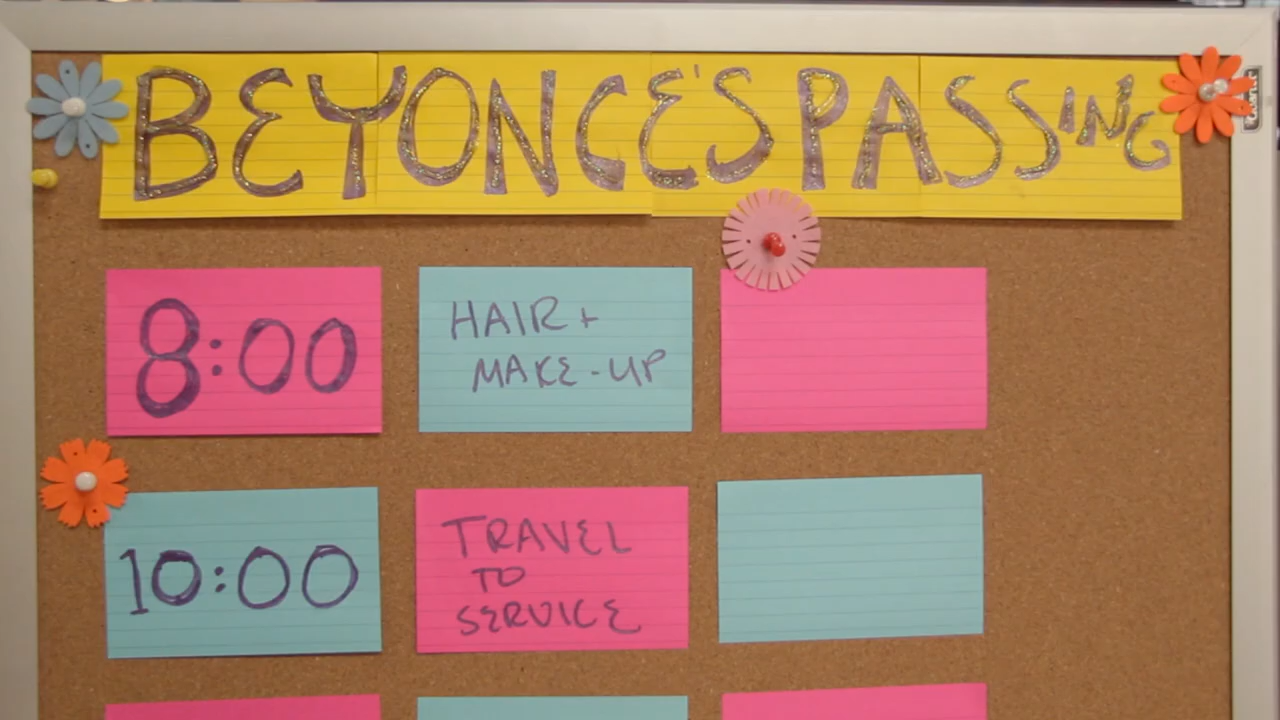 BEYONCE'S PASSING
8:00
HAIR +
MAKE-UP
10:00
TRAVEL
TO
SERVICE